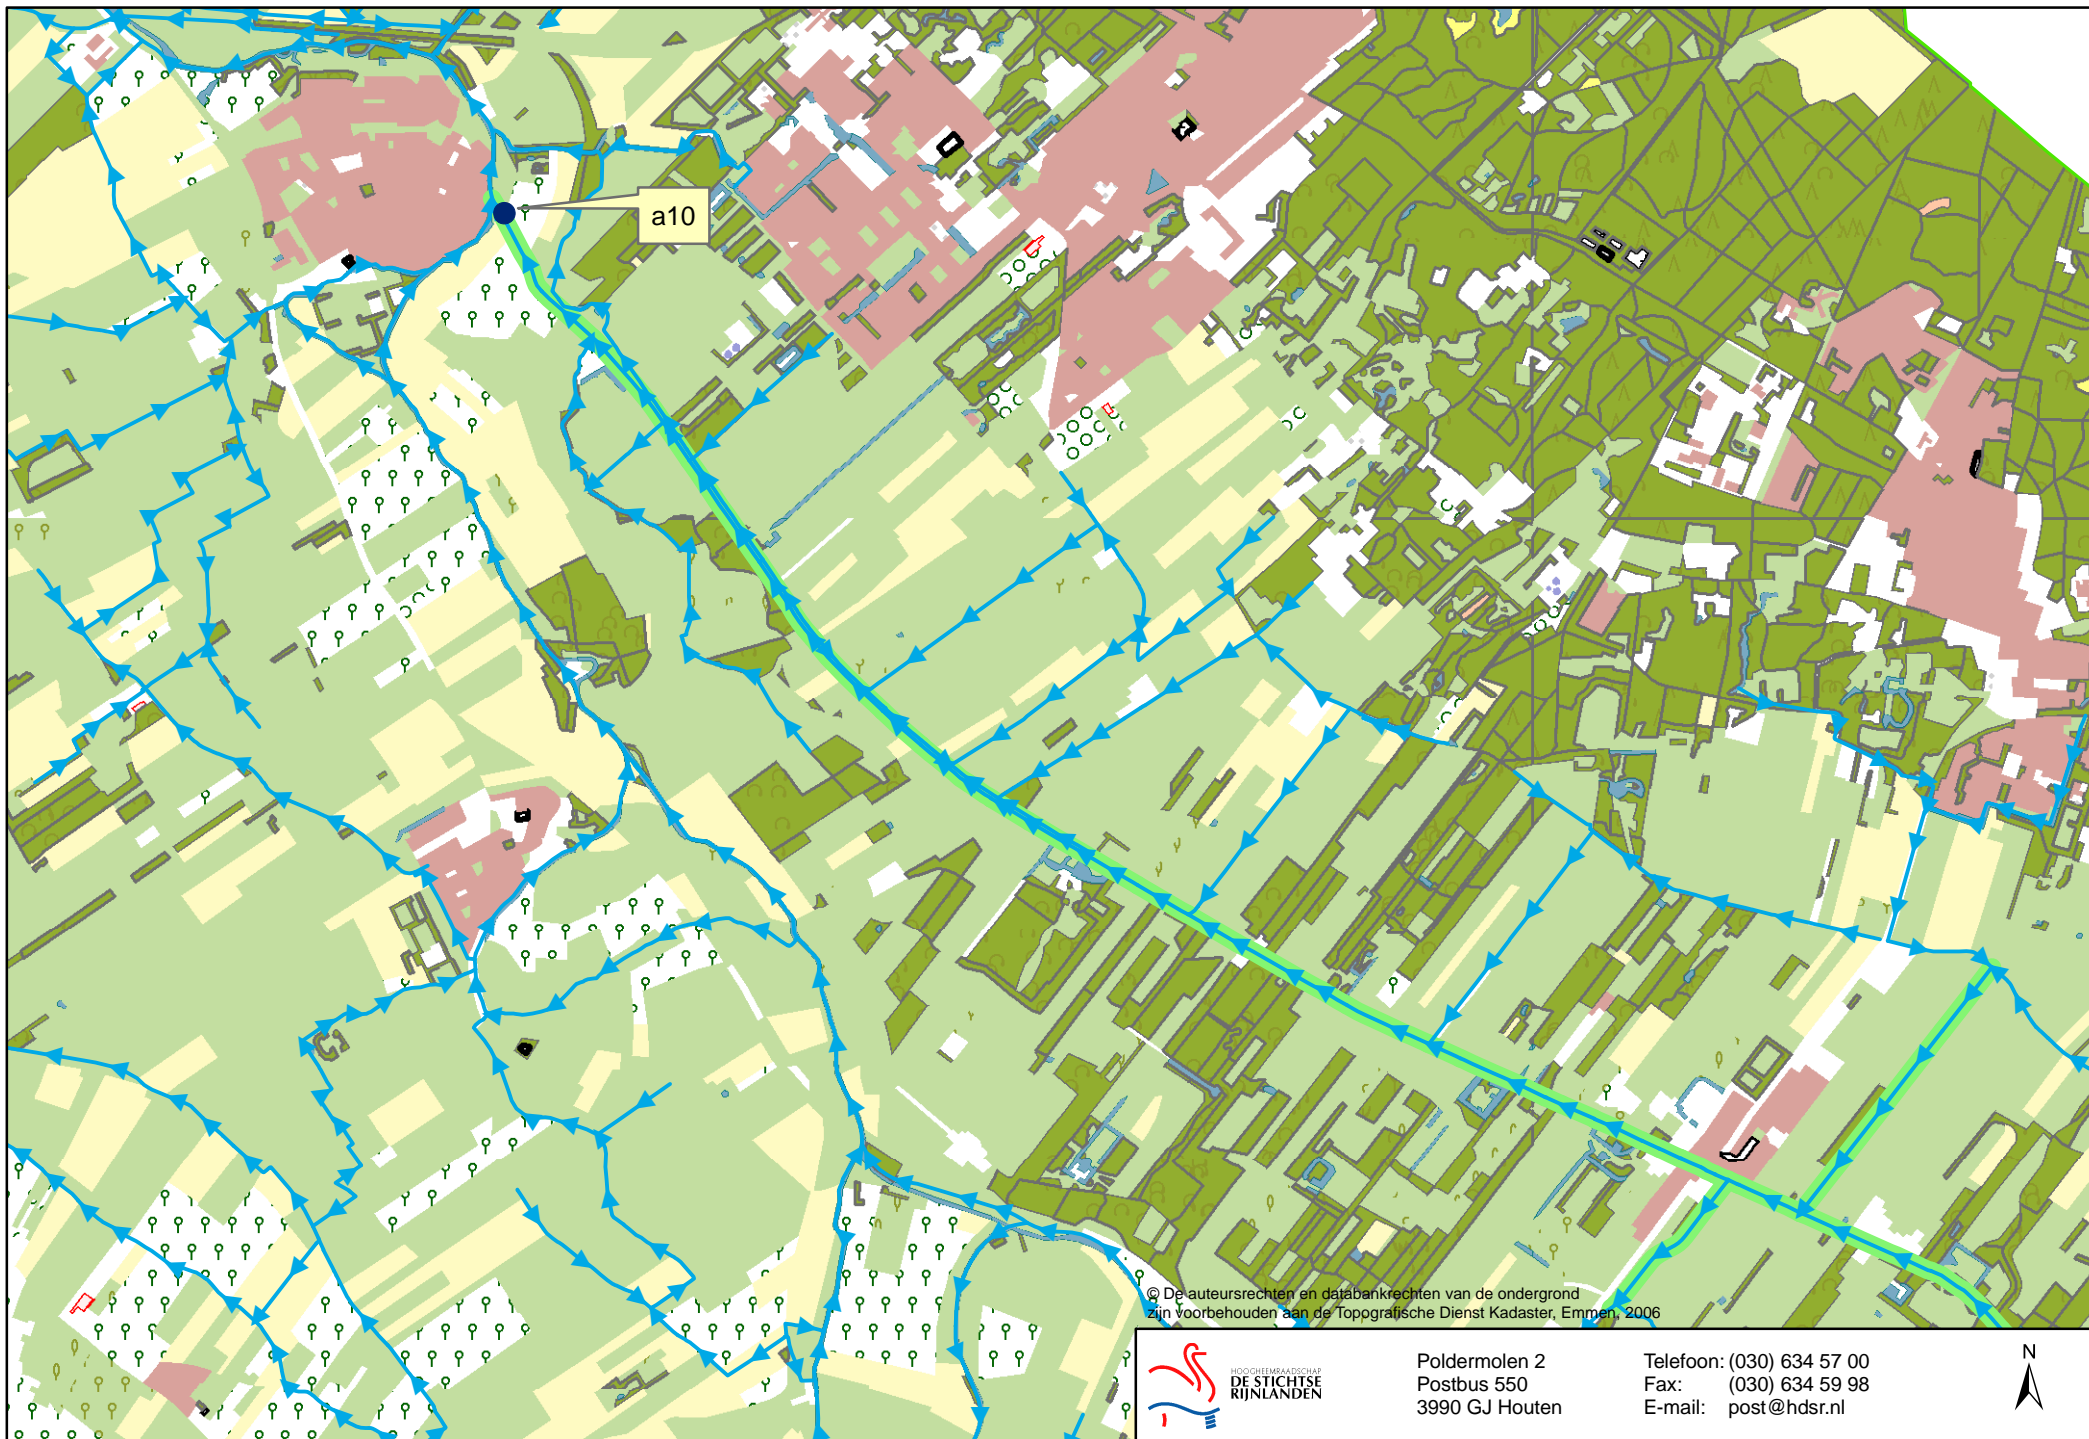 a10
© De auteursrechten en databankrechten van de ondergrond
zijn voorbehouden aan de Topografische Dienst Kadaster, Emmen, 2006
HOOGHEEMRAADSCHAP
DE STICHTSE
RIJNLANDEN
Poldermolen 2
Postbus 550
3990 GJ Houten
Telefoon: (030) 634 57 00
Fax: (030) 634 59 98
E-mail: post@hdsr.nl
N